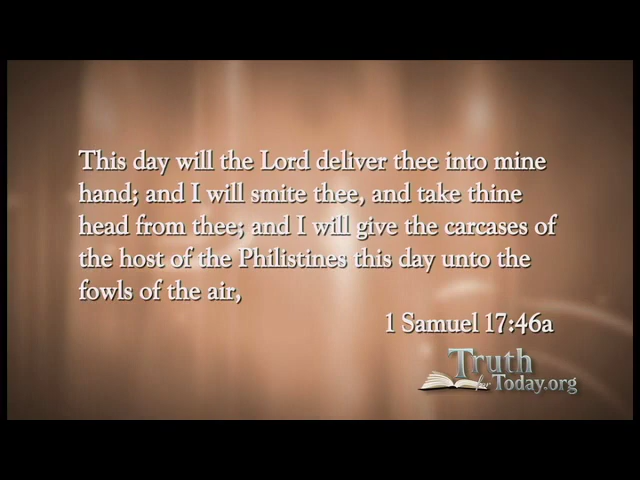 This day will the Lord deliver thee into mine
hand; and I will smite thee, and take thine
head from thee; and I will give the carcases of
the host of the Philistines this day unto the
fowls of the air,
1 Samuel 17:46a
Truth
for Today.org